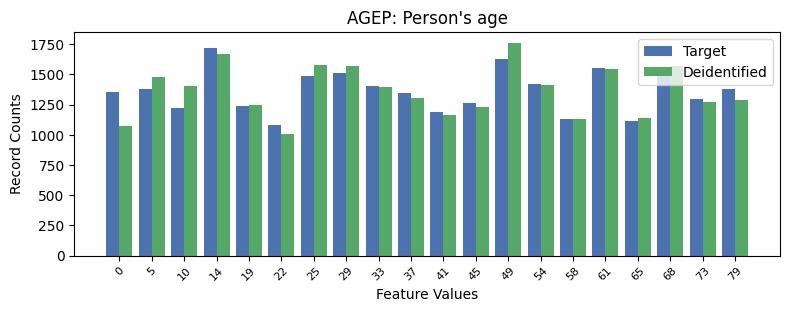 AGEP: Person's age
Record Counts
1750
1500
1250
1000
750
500
250
0
Target
Deidentified
0 5 10 14 19 22 25 29 33 37 41 45 49 54 58 61 65 68 73 79
Feature Values